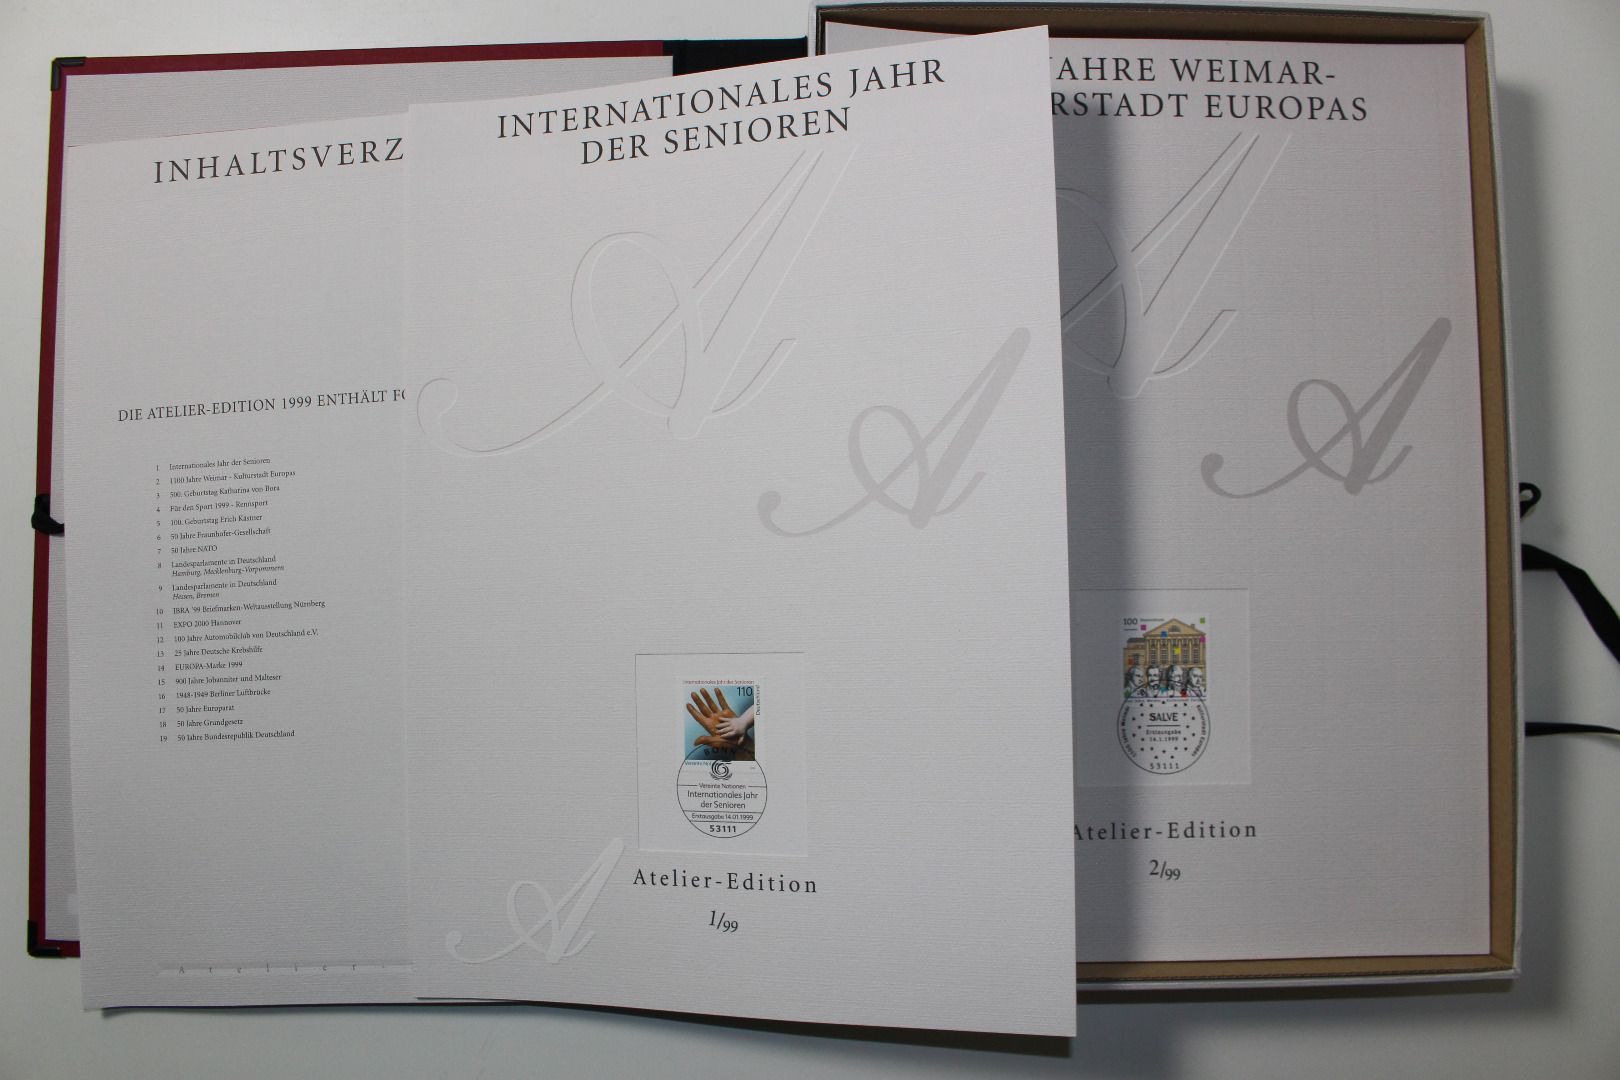 INHALTSVERZ
DIE ATELIER-EDITION 1999 ENTHÄLT FO
1 Internationales Jahr der Senioren
2 1100 Jahre Weimar - Kulturstadt Europas
3 500. Geburtstag Katharina von Bora
4 Für den Sport 1999 - Rennsport
5 100. Geburtstag Erich Kästner
6 50 Jahre Fraunhofer-Gesellschaft
7 50 Jahre NATO
8 Landesparlamente in Deutschland
Hamburg, Mecklenburg-Vorpommern
9 Landesparlamente in Deutschland
Hessen, Bremen
10 IBRA '99 Briefmarken-Weltausstellung Nürnberg
11 EXPO 2000 Hannover
12 100 Jahre Automobilclub von Deutschland e.V.
13 25 Jahre Deutsche Krebshilfe
14 EUROPA-Marke 1999
15 900 Jahre Johanniter und Malteser
16 1948-1949 Berliner Luftbrücke
17 50 Jahre Europarat
18 50 Jahre Grundgesetz
19 50 Jahre Bundesrepublik Deutschland
Atelier-
INTERNATIONALES JAHR
DER SENIOREN
A
A
Internationales Jahr der Senioren
110
Deutschland
BONN
Vereinte Nationen
Internationales Jahr
der Senioren
Erstausgabe 14.01.1999
53111
A
Atelier-Edition
1/99
JAHRE WEIMAR-
RSTADT EUROPAS
A
A
100
SALVE
Erstausgabe
14.1.1999
53111
Atelier-Edition
2/99